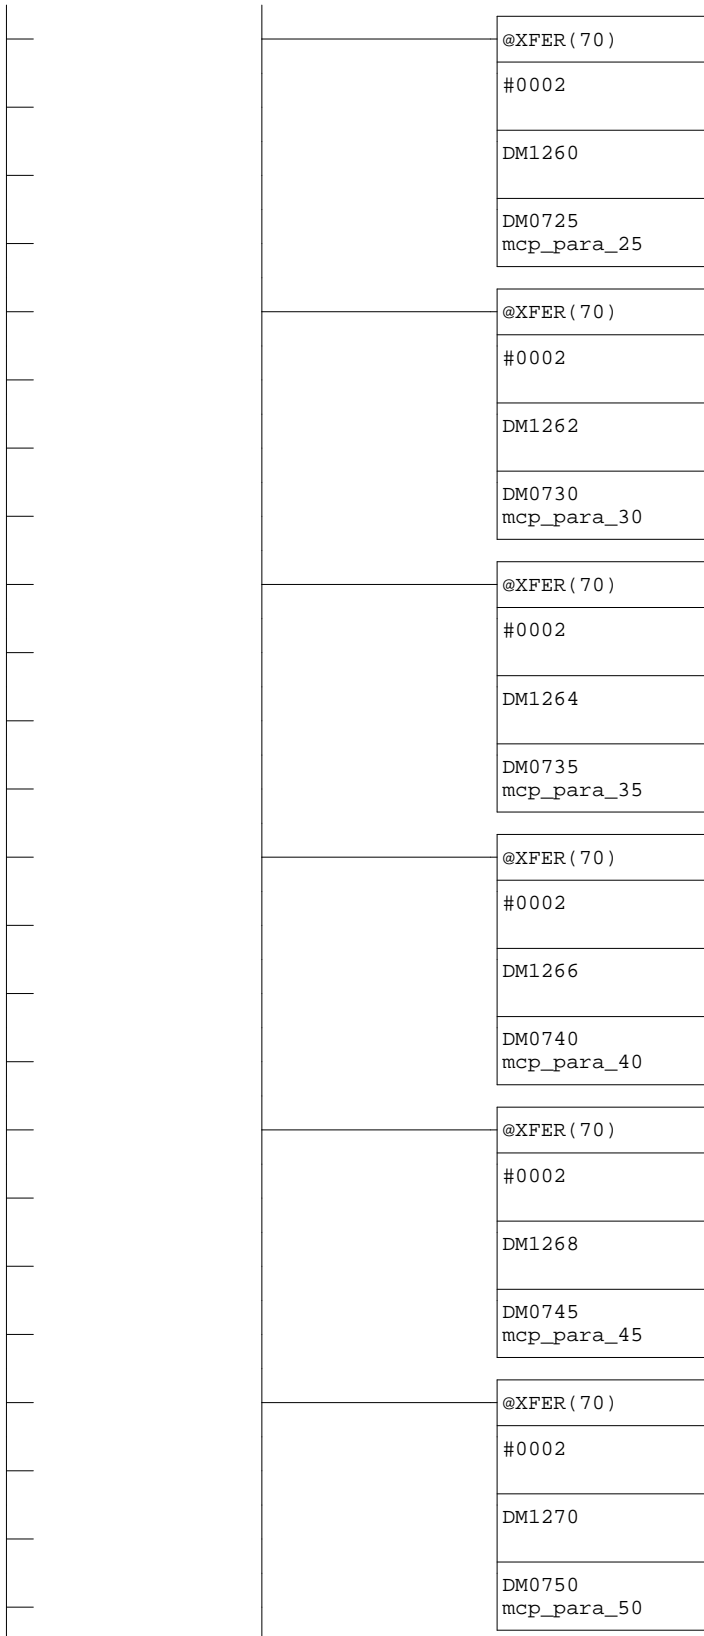 @XFER(70)
#0002
DM1260
DM0725
mcp_para_25
@XFER(70)
#0002
DM1262
DM0730
mcp_para_30
@XFER(70)
#0002
DM1264
DM0735
mcp_para_35
@XFER(70)
#0002
DM1266
DM0740
mcp_para_40
@XFER(70)
#0002
DM1268
DM0745
mcp_para_45
@XFER(70)
#0002
DM1270
DM0750
mcp_para_50